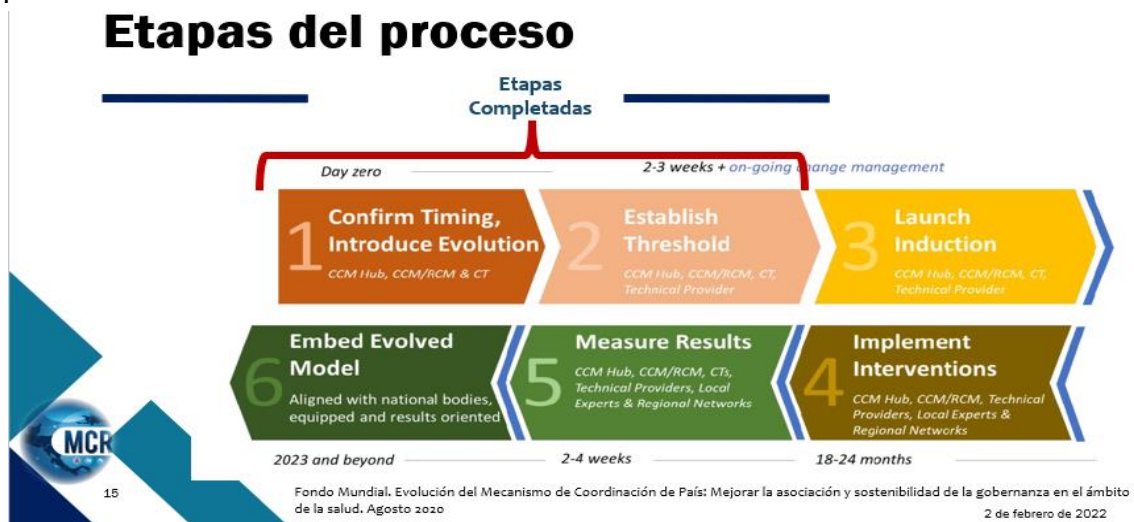 Etapas del proceso
Etapas
Completadas
Day zero
2-3 weeks + on-going change management
1
Confirm Timing,
Introduce Evolution
CCM Hub, CCM/RCM & CT
2
Establish
Threshold
CCM Hub, CCM/RCM, CT,
Technical Provider
3
Launch
Induction
CCM Hub, CCM/RCM, CT,
Technical Provider
6
Embed Evolved
Model
Aligned with national bodies,
equipped and results oriented
5
Measure Results
CCM Hub, CCM/RCM, CTs,
Technical Providers, Local
Experts & Regional Networks
4
Implement
Interventions
CCM Hub, CCM/RCM, Technical
Providers, Local Experts &
Regional Networks
2023 and beyond
2-4 weeks
18-24 months
MCR
15
Fondo Mundial. Evolución del Mecanismo de Coordinación de País: Mejorar la asociación y sostenibilidad de la gobernanza en el ámbito
de la salud. Agosto 2020
2 de febrero de 2022